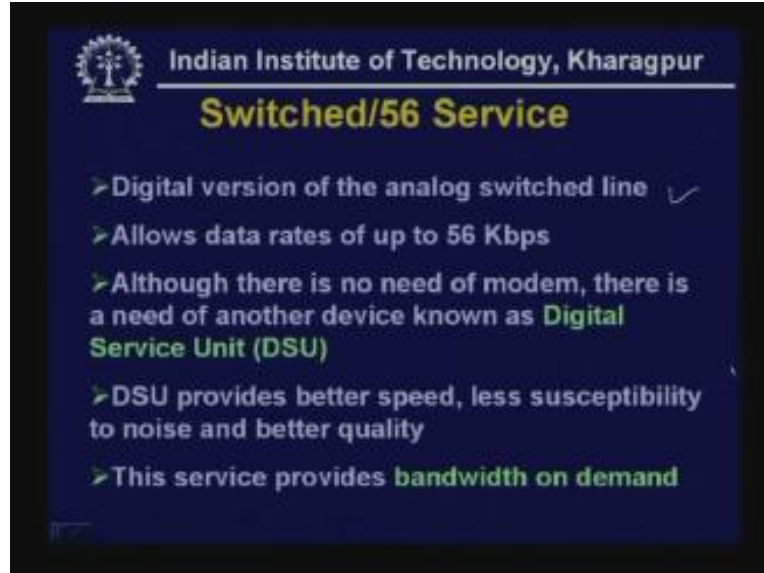 Indian Institute of Technology, Kharagpur
Switched/56 Service
➢Digital version of the analog switched line
➢Allows data rates of up to 56 Kbps
➢Although there is no need of modem, there is
a need of another device known as Digital
Service Unit (DSU)
➢DSU provides better speed, less susceptibility
to noise and better quality
➢This service provides bandwidth on demand